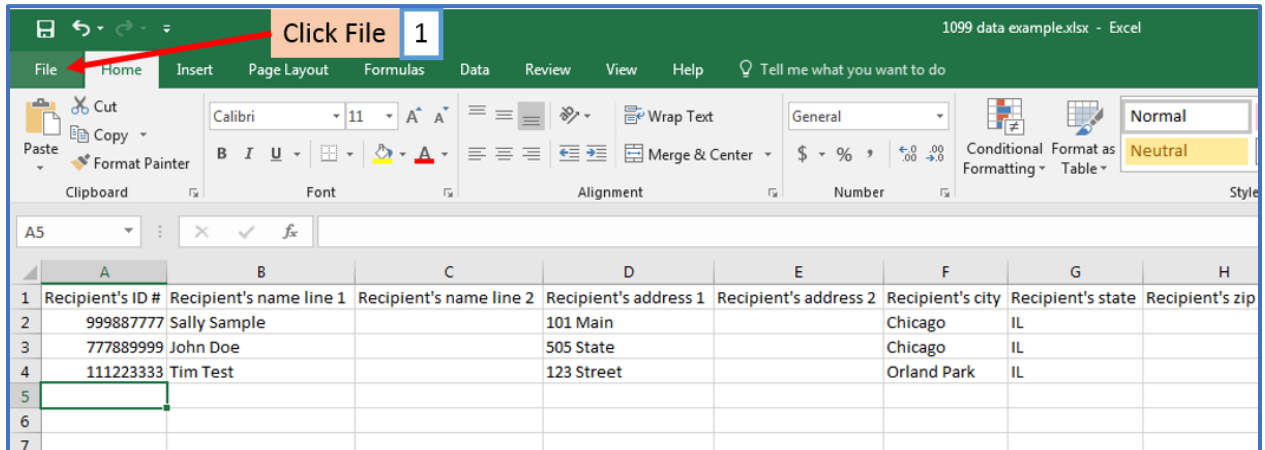 Click File 1
1099 data example.xlsx - Excel
File Home Insert Page Layout Formulas Data Review View Help Tell me what you want to do
Cut
Copy
Paste
Format Painter
Clipboard
Calibri 11 A A
B I U A
Font
Wrap Text
Merge & Center
Alignment
General
$ % , .0 .00 .00 .0
Number
Conditional Formatting
Format as Table
Normal
Neutral
Style
A5 fx
A B C D E F G H
1 Recipient's ID # Recipient's name line 1 Recipient's name line 2 Recipient's address 1 Recipient's address 2 Recipient's city Recipient's state Recipient's zip
2 999887777 Sally Sample 101 Main Chicago IL
3 777889999 John Doe 505 State Chicago IL
4 111223333 Tim Test 123 Street Orland Park IL
5
6
7